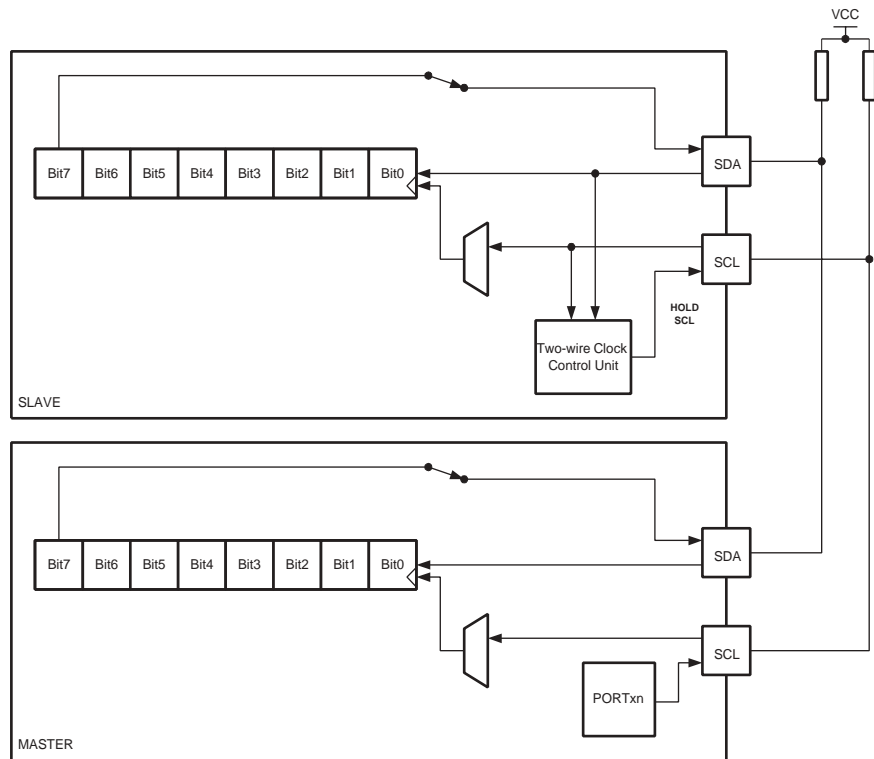 VCC
Bit7 Bit6 Bit5 Bit4 Bit3 Bit2 Bit1 Bit0
SDA
SCL
HOLD
SCL
Two-wire Clock
Control Unit
SLAVE
Bit7 Bit6 Bit5 Bit4 Bit3 Bit2 Bit1 Bit0
SDA
SCL
PORTxn
MASTER